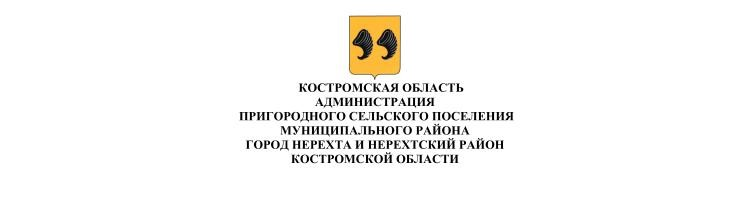 КОСТРОМСКАЯ ОБЛАСТЬ
АДМИНИСТРАЦИЯ
ПРИГОРОДНОГО СЕЛЬСКОГО ПОСЕЛЕНИЯ
МУНИЦИПАЛЬНОГО РАЙОНА
ГОРОД НЕРЕХТА И НЕРЕХТСКИЙ РАЙОН
КОСТРОМСКОЙ ОБЛАСТИ